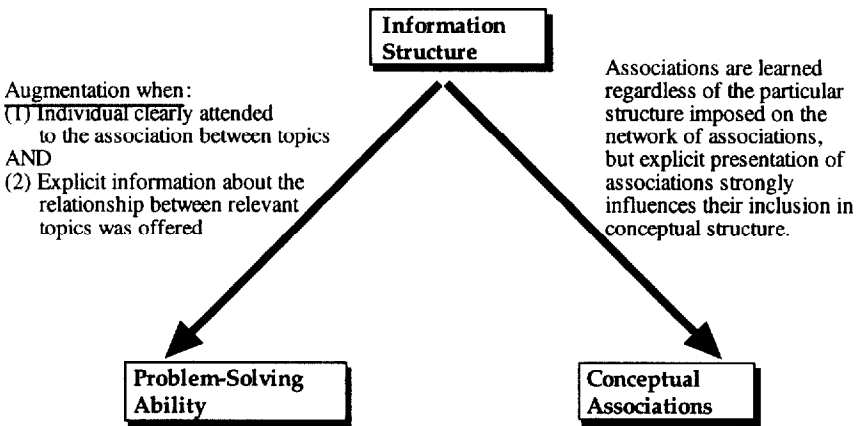 Information
Structure
Augmentation when:
(1) Individual clearly attended
to the association between topics
AND
(2) Explicit information about the
relationship between relevant
topics was offered
Associations are learned
regardless of the particular
structure imposed on the
network of associations,
but explicit presentation of
associations strongly
influences their inclusion in
conceptual structure.
Problem-Solving
Ability
Conceptual
Associations